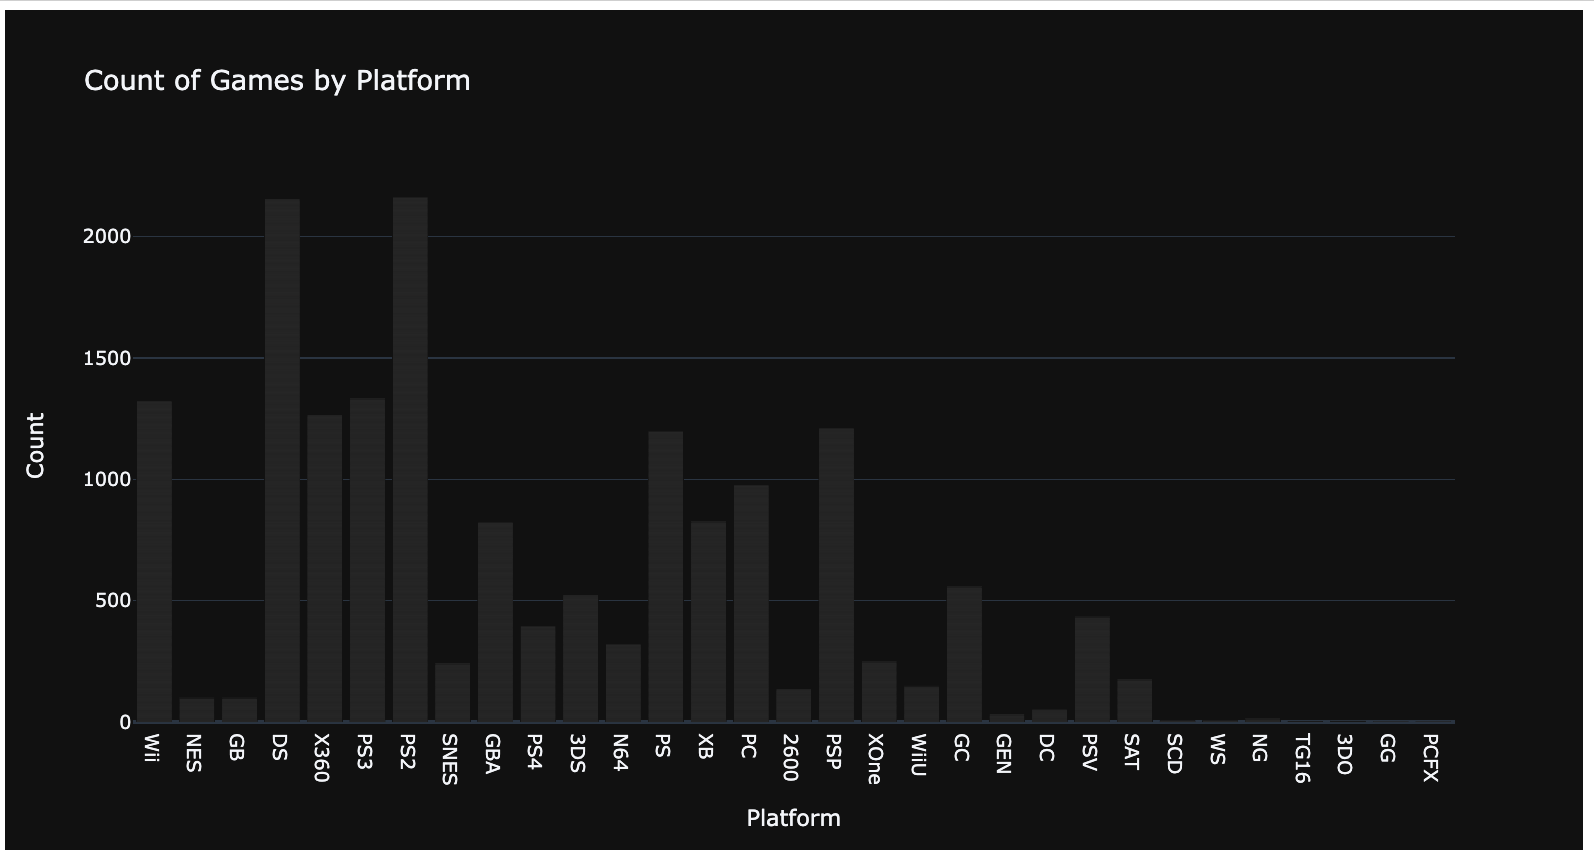 Count of Games by Platform
2000
1500
1000
500
0
Count
Wii NES GB DS X360 PS3 PS2 SNES GBA PS4 3DS N64 PS XB PC 2600 PSP XOne WiiU GC GEN DC PSV SAT SCD WS NG TG16 3DO GG PCFX
Platform